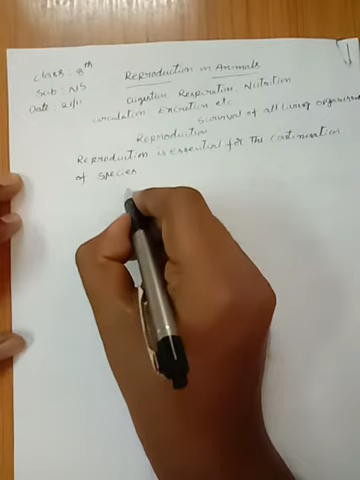 Class : 8th
Sub : NS
Date : 21/11
Reproduction in Animals
digestion, Respiration, Nutrition
circulation Excretion etc
Survival of all living organisms
Reproduction
Reproduction is essential for the continuation
of species